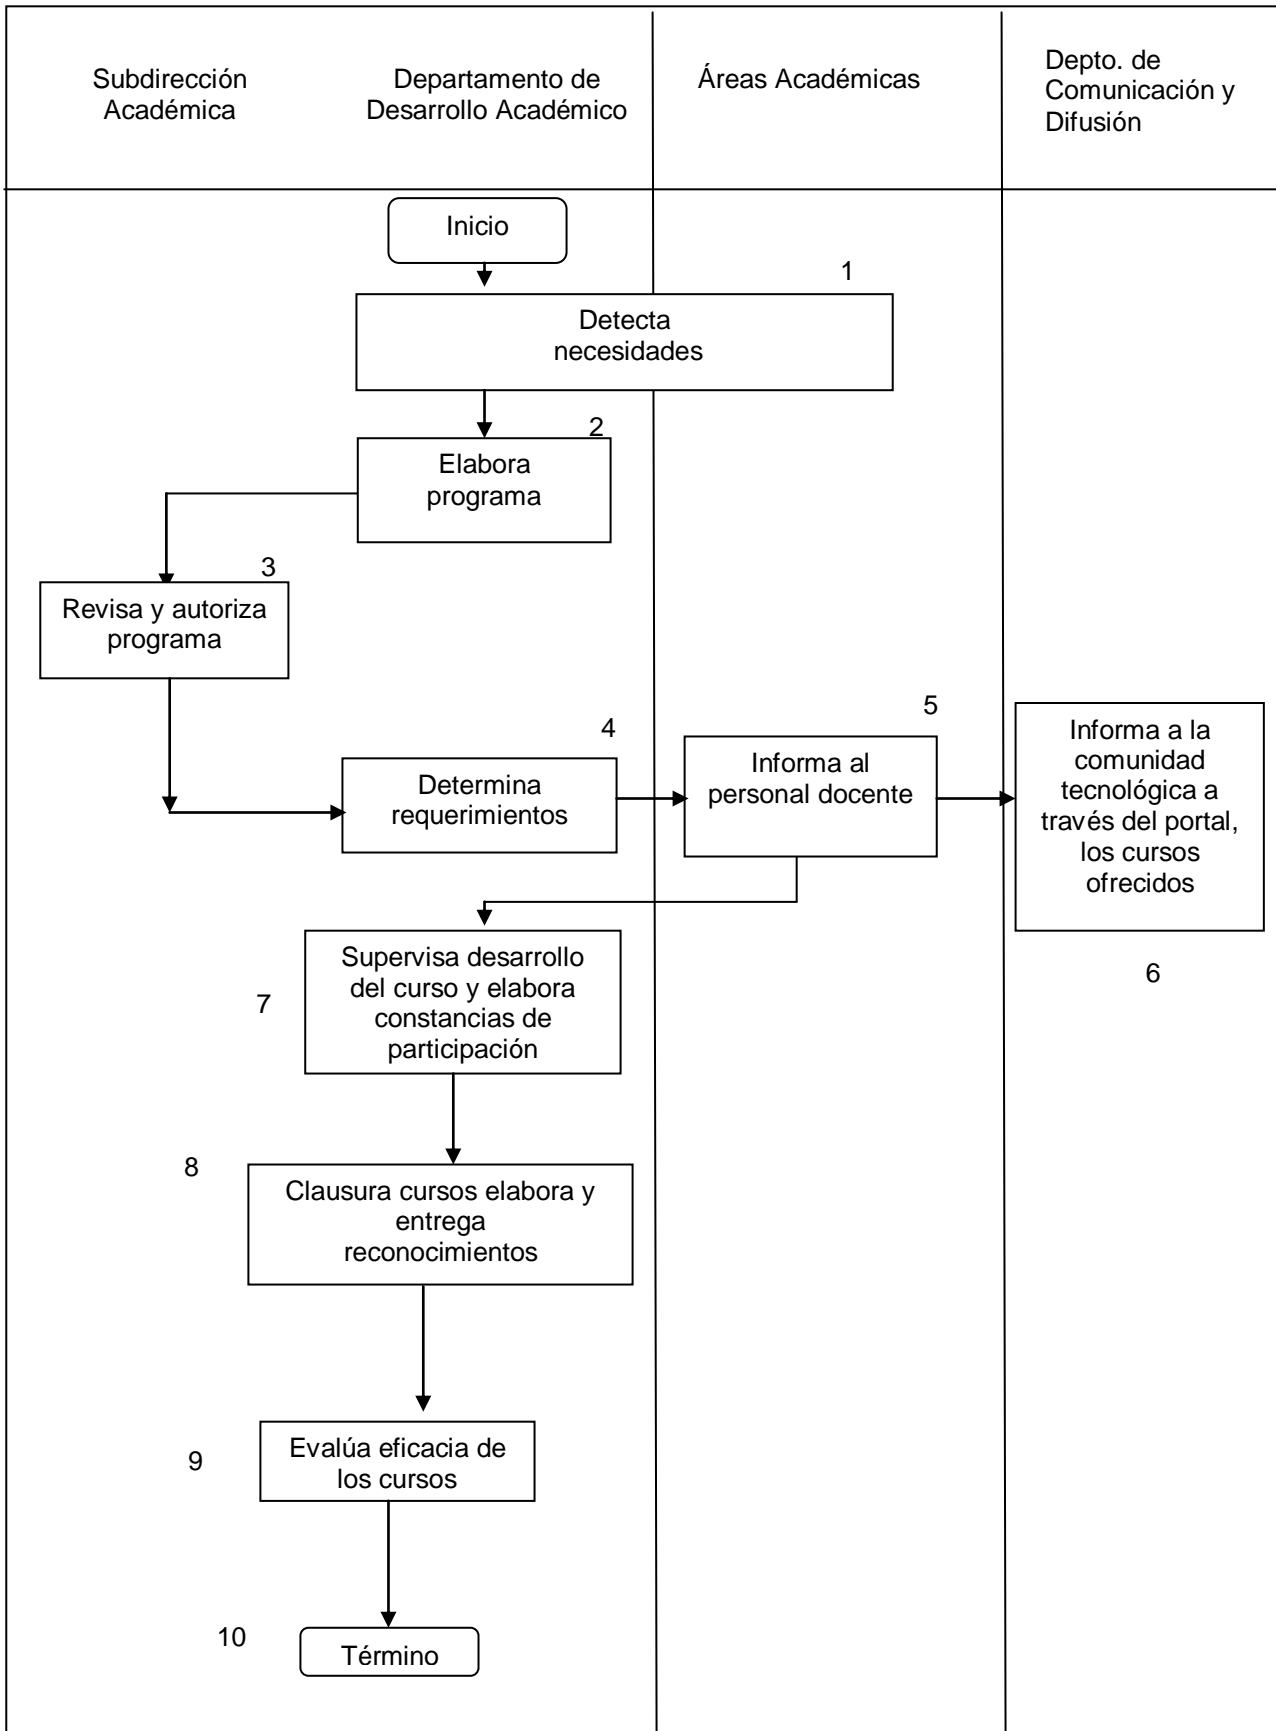 Subdirección
Académica
Departamento de
Desarrollo Académico
Áreas Académicas
Depto. de
Comunicación y
Difusión
Inicio
1
Detecta
necesidades
2
Elabora
programa
3
Revisa y autoriza
programa
4
Determina
requerimientos
5
Informa al
personal docente
Informa a la
comunidad
tecnológica a
través del portal,
los cursos
ofrecidos
6
7
Supervisa desarrollo
del curso y elabora
constancias de
participación
8
Clausura cursos elabora y
entrega
reconocimientos
9
Evalúa eficacia de
los cursos
10
Término